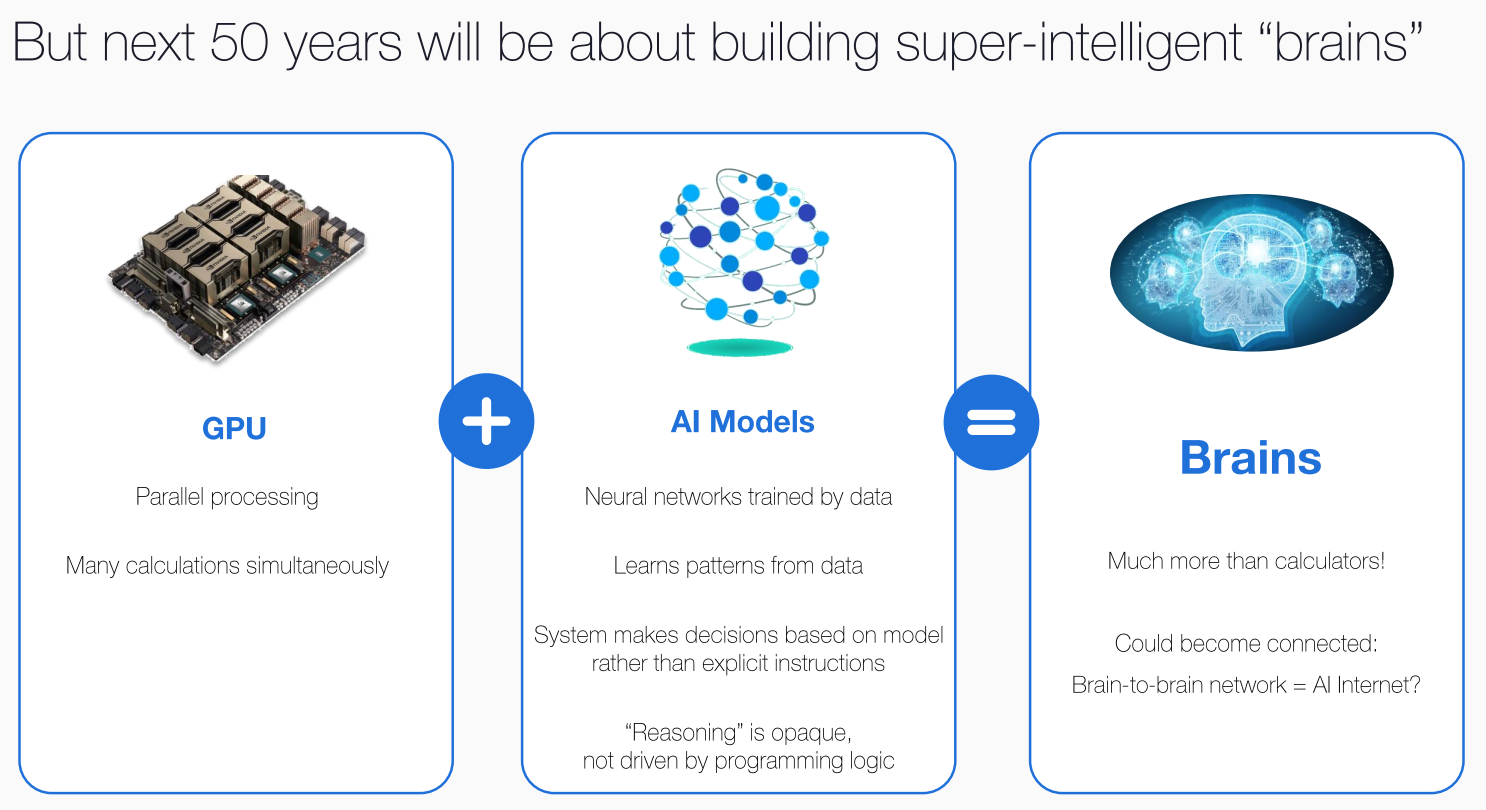 But next 50 years will be about building super-intelligent “brains”
GPU
Parallel processing
Many calculations simultaneously
AI Models
Neural networks trained by data
Learns patterns from data
System makes decisions based on model
rather than explicit instructions
“Reasoning” is opaque,
not driven by programming logic
Brains
Much more than calculators!
Could become connected:
Brain-to-brain network = AI Internet?